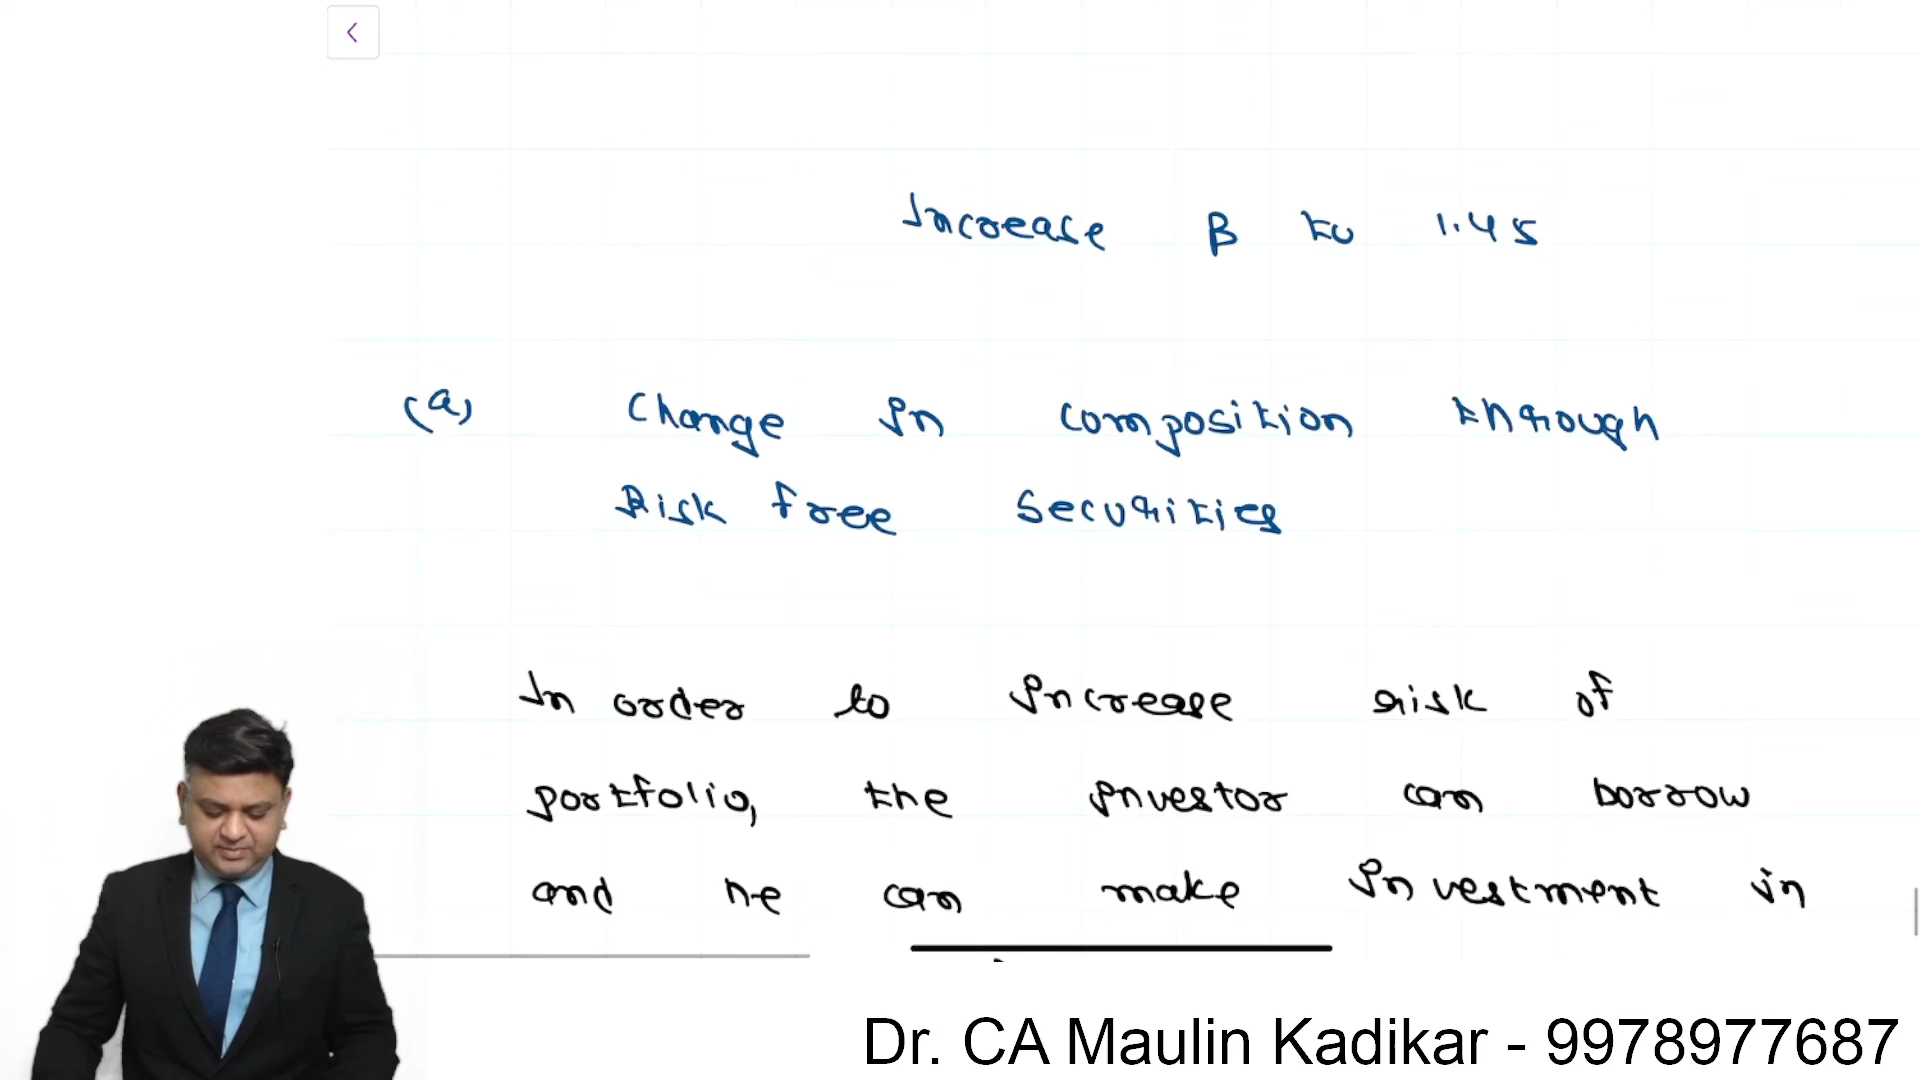 Increase β to 1.45
(a) Change in composition through
Risk free securities
In order to increase risk of
portfolio, the investor can borrow
and he can make investment in
Dr. CA Maulin Kadikar - 9978977687